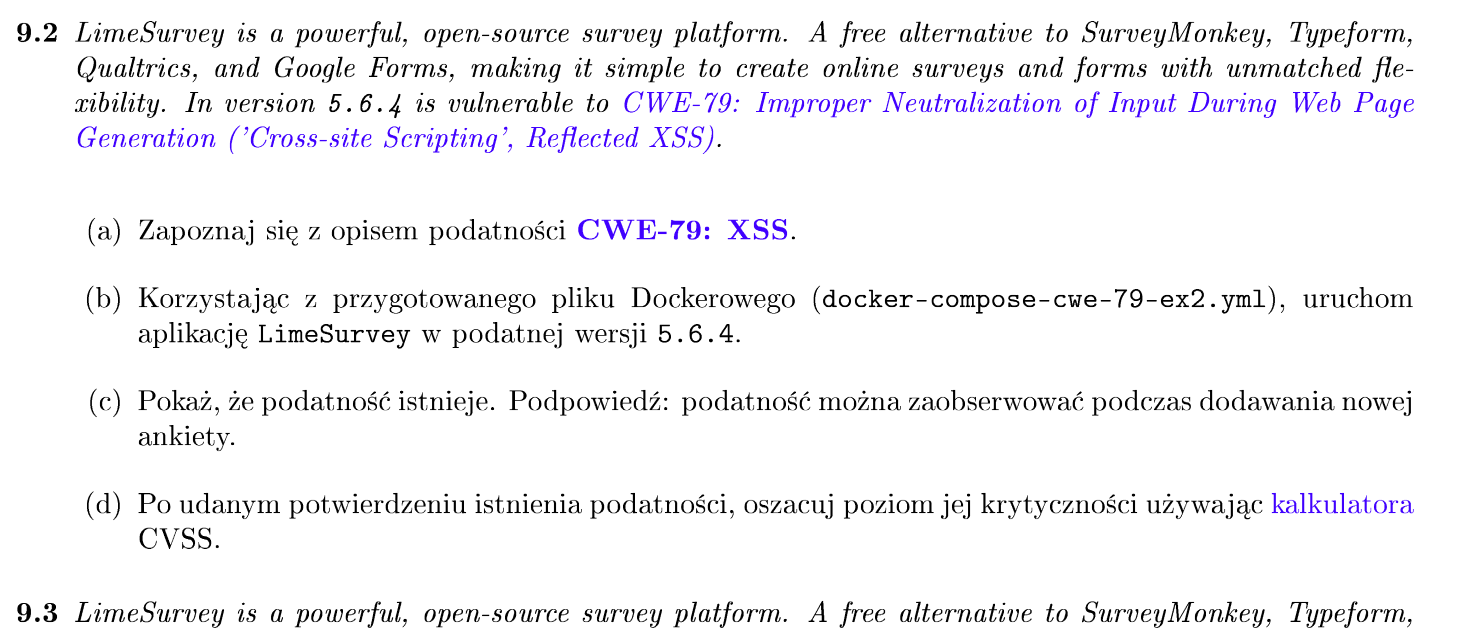 9.2 LimeSurvey is a powerful, open-source survey platform. A free alternative to SurveyMonkey, Typeform,
Qualtrics, and Google Forms, making it simple to create online surveys and forms with unmatched fle-
xibility. In version 5.6.4 is vulnerable to CWE-79: Improper Neutralization of Input During Web Page
Generation ('Cross-site Scripting', Reflected XSS).
(a) Zapoznaj się z opisem podatności CWE-79: XSS.
(b) Korzystając z przygotowanego pliku Dockerowego (docker-compose-cwe-79-ex2.yml), uruchom
aplikację LimeSurvey w podatnej wersji 5.6.4.
(c) Pokaż, że podatność istnieje. Podpowiedź: podatność można zaobserwować podczas dodawania nowej
ankiety.
(d) Po udanym potwierdzeniu istnienia podatności, oszacuj poziom jej krytyczności używając kalkulatora
CVSS.
9.3 LimeSurvey is a powerful, open-source survey platform. A free alternative to SurveyMonkey, Typeform,